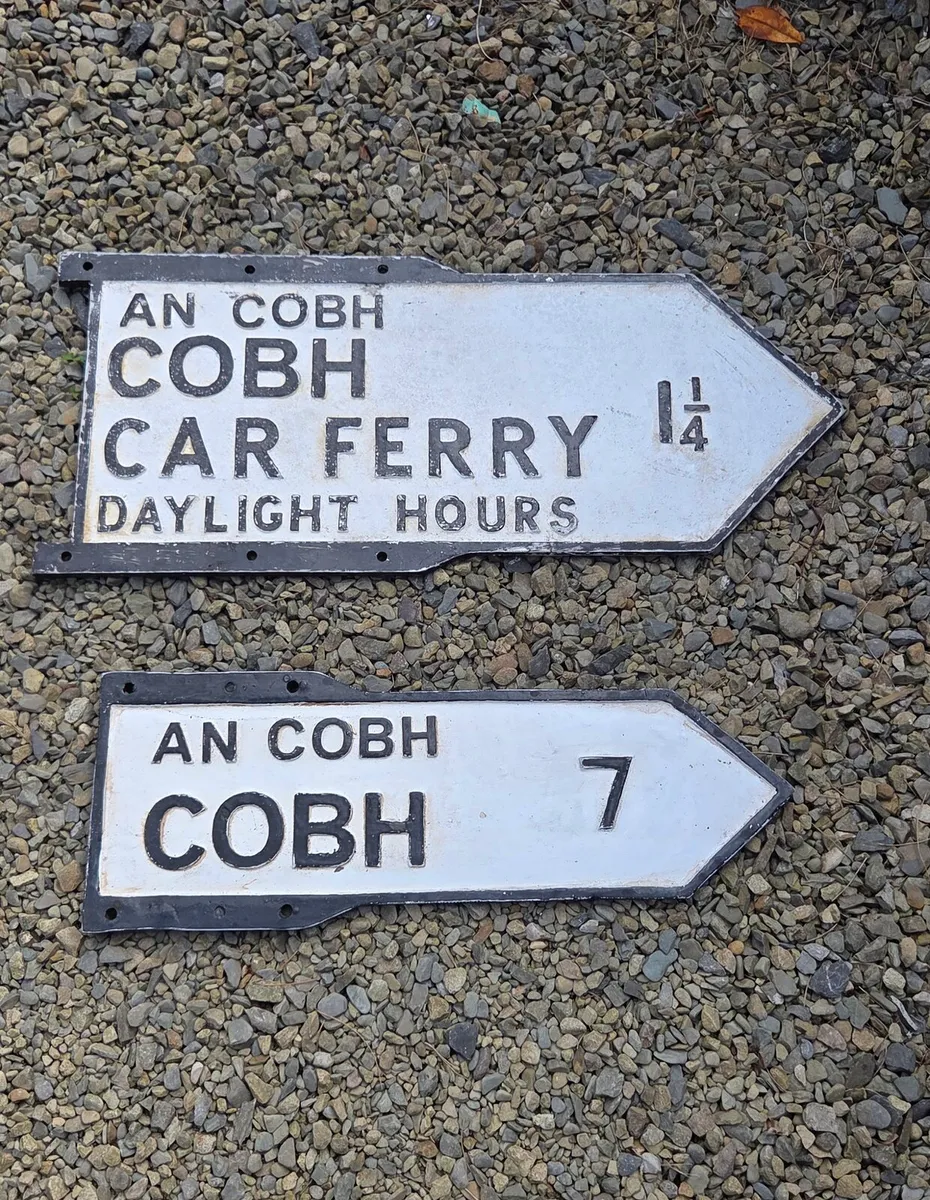 AN COBH
COBH
CAR FERRY
DAYLIGHT HOURS
1¼
AN COBH
COBH
7